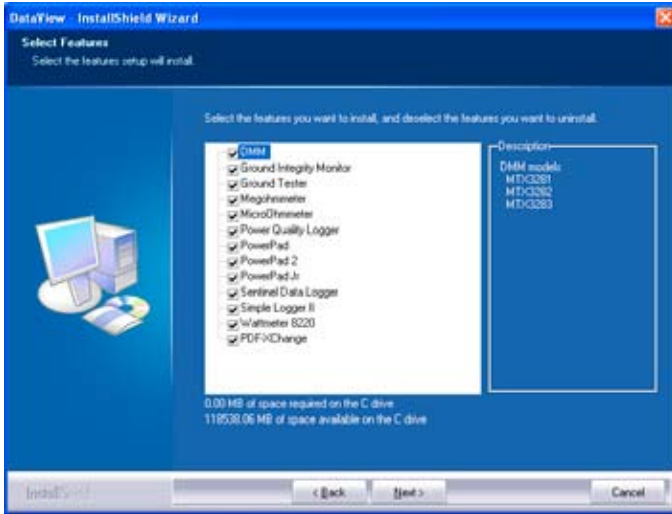 DataView - InstallShield Wizard
Select Features
Select the features setup will install.
Select the features you want to install, and deselect the features you want to uninstall.
DMM
Ground Integrity Monitor
Ground Tester
Megohmmeter
MicroOhmmeter
Power Quality Logger
PowerPad
PowerPad 2
PowerPad Jr
Sentinel Data Logger
Simple Logger II
Wattmeter 8220
PDF-XChange
Description
DMM models
MTX3281
MTX3282
MTX3283
0.00 MB of space required on the C drive
118538.06 MB of space available on the C drive
InstallShield
< Back
Next >
Cancel